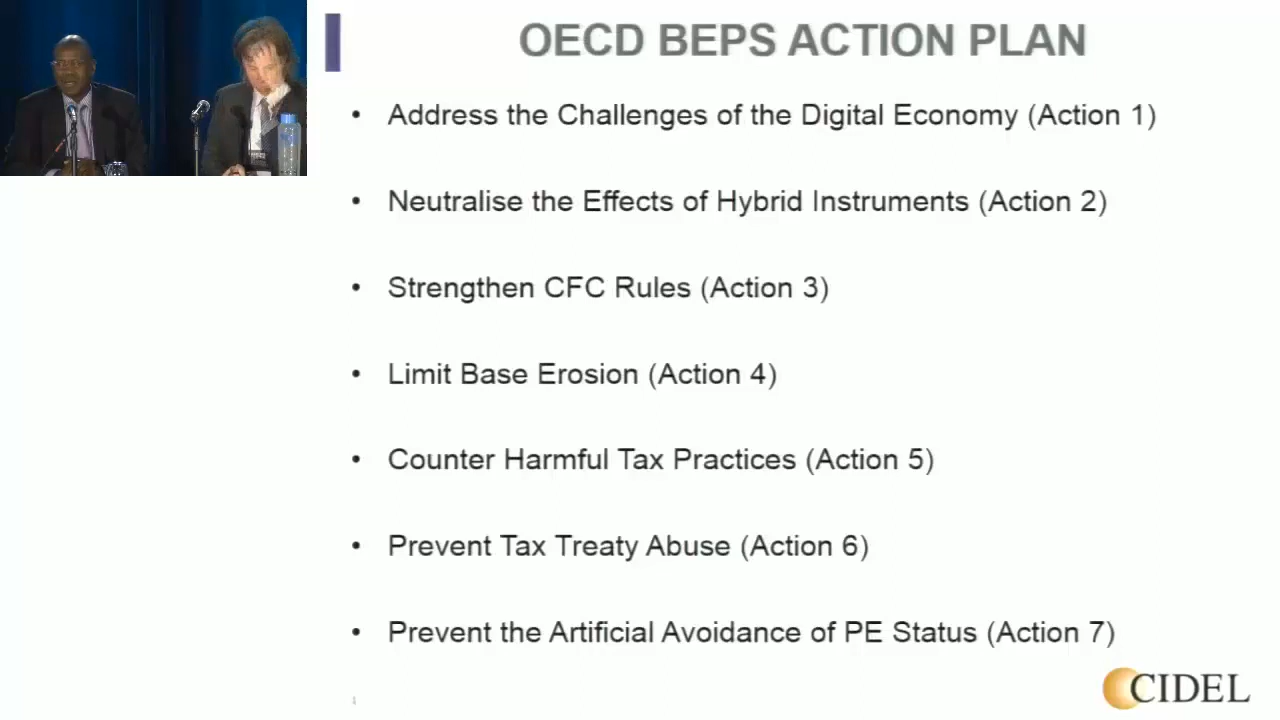 OECD BEPS ACTION PLAN
• Address the Challenges of the Digital Economy (Action 1)
• Neutralise the Effects of Hybrid Instruments (Action 2)
• Strengthen CFC Rules (Action 3)
• Limit Base Erosion (Action 4)
• Counter Harmful Tax Practices (Action 5)
• Prevent Tax Treaty Abuse (Action 6)
• Prevent the Artificial Avoidance of PE Status (Action 7)
CIDEL